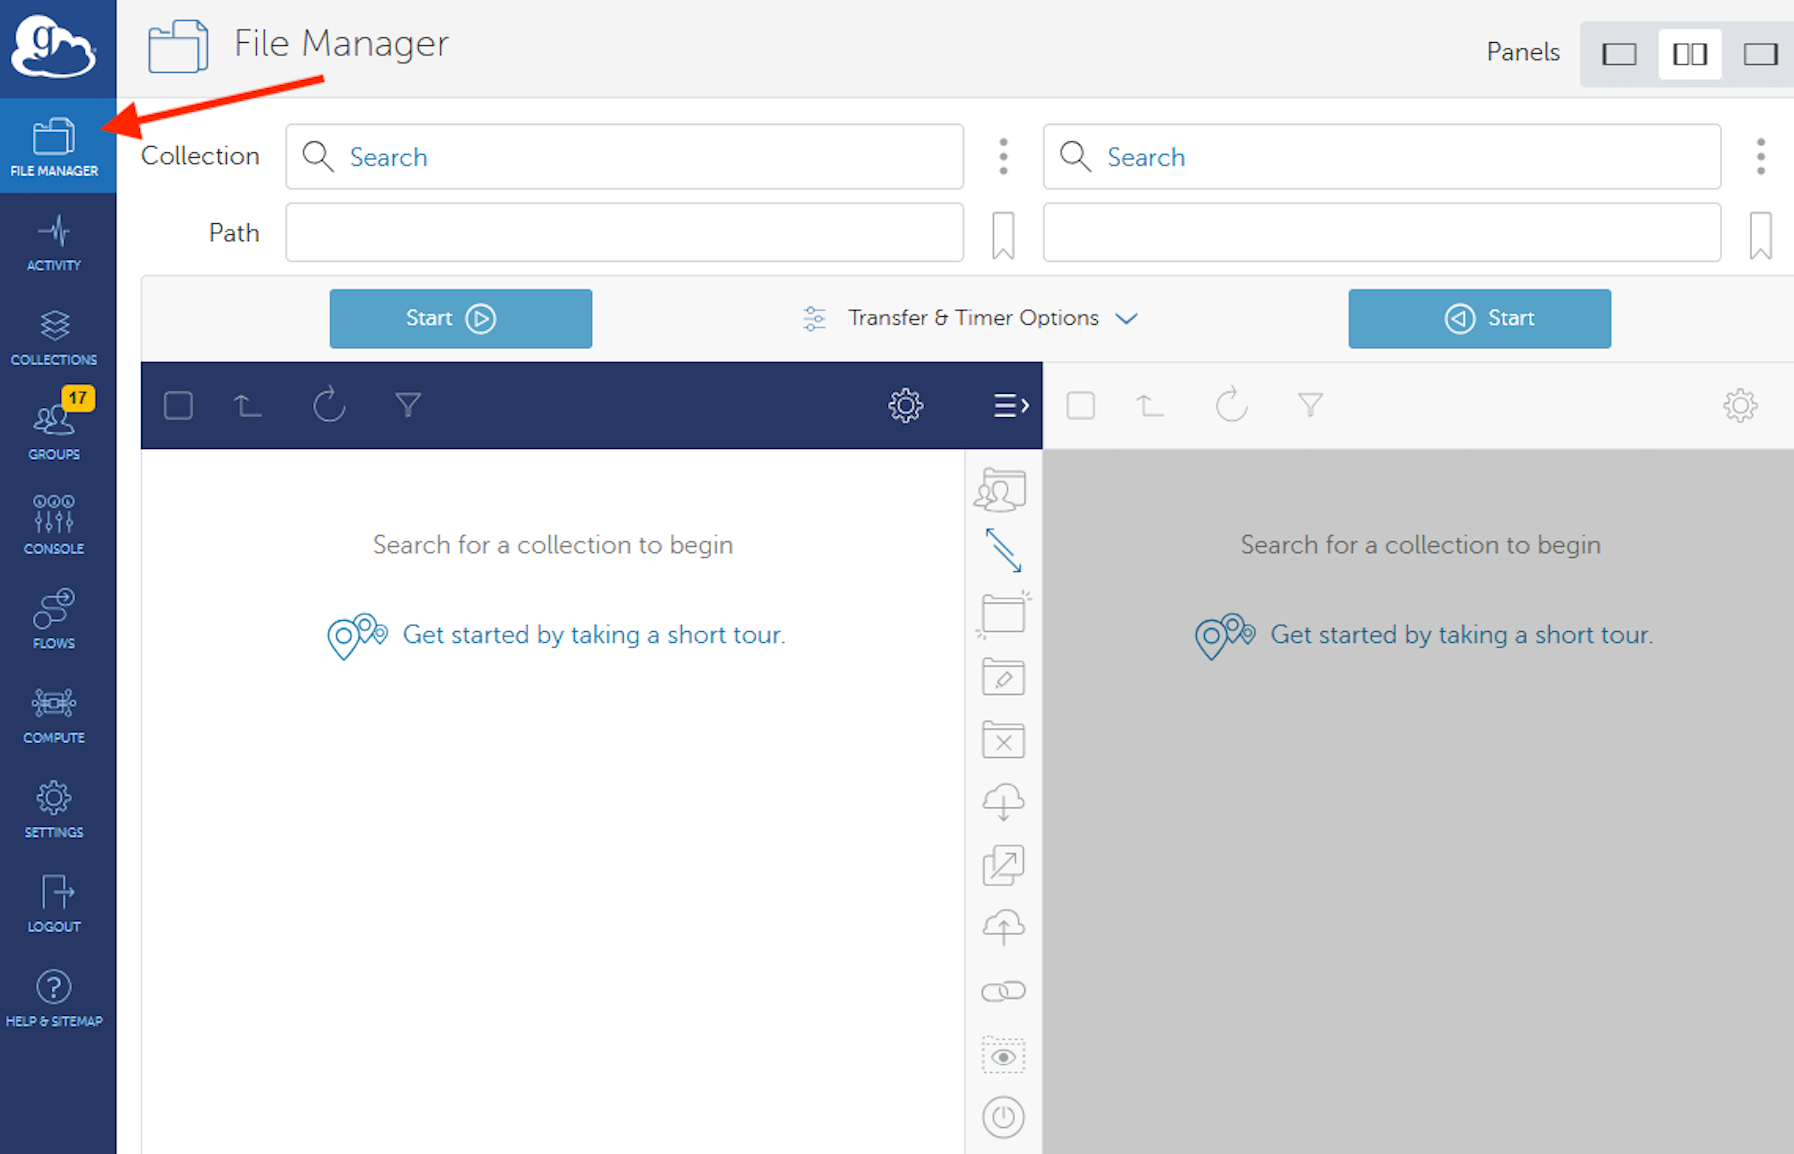 g
File Manager
Panels
FILE MANAGER
Collection
Search
Search
Path
ACTIVITY
Start
Transfer & Timer Options
Start
COLLECTIONS
17
GROUPS
CONSOLE
Search for a collection to begin
Search for a collection to begin
FLOWS
Get started by taking a short tour.
Get started by taking a short tour.
COMPUTE
SETTINGS
LOGOUT
?
HELP & SITEMAP